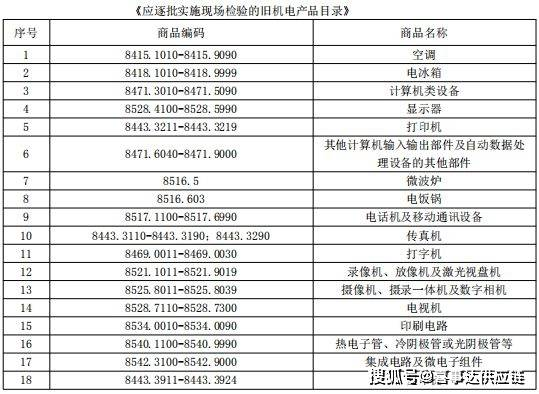 《应逐批实施现场检验的旧机电产品目录》
序号 商品编码 商品名称
1 8415.1010-8415.9090 空调
2 8418.1010-8418.9999 电冰箱
3 8471.3010-8471.5090 计算机类设备
4 8528.4100-8528.5990 显示器
5 8443.3211-8443.3219 打印机
6 8471.6040-8471.9000 其他计算机输入输出部件及自动数据处
理设备的其他部件
7 8516.5 微波炉
8 8516.603 电饭锅
9 8517.1100-8517.6990 电话机及移动通讯设备
10 8443.3110-8443.3190；8443.3290 传真机
11 8469.0011-8469.0030 打字机
12 8521.1011-8521.9019 录像机、放像机及激光视盘机
13 8525.8011-8525.8039 摄像机、摄录一体机及数字相机
14 8528.7110-8528.7300 电视机
15 8534.0010-8534.0090 印刷电路
16 8540.1100-8540.9990 热电子管、冷阴极管或光阴极管等
17 8542.3100-8542.9000 集成电路及微电子组件
18 8443.3911-8443.3924
搜狐号@喜事达供应链